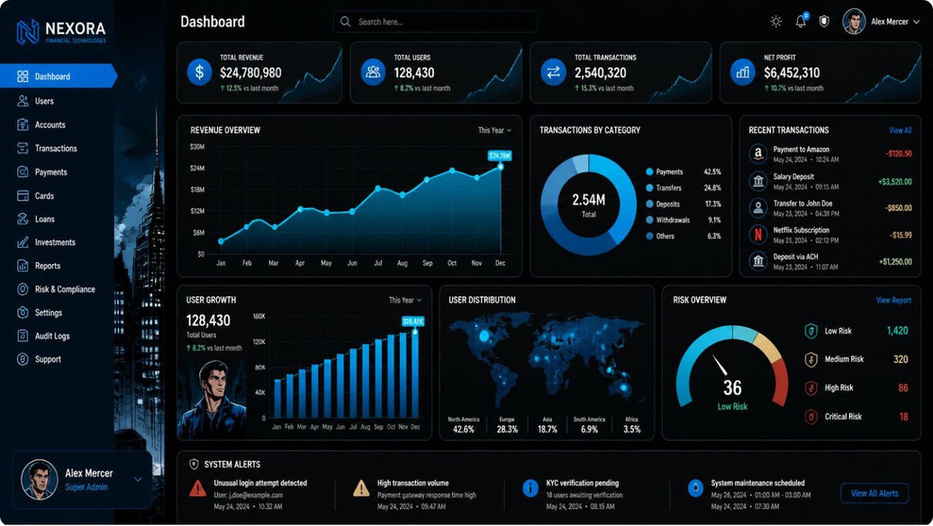 NEXORA
FINANCIAL TECHNOLOGIES
Dashboard
Users
Accounts
Transactions
Payments
Cards
Loans
Investments
Reports
Risk & Compliance
Settings
Audit Logs
Support
Alex Mercer
Super Admin
Dashboard
Search here...
Alex Mercer
TOTAL REVENUE
$24,780,980
↑ 12.5% vs last month
TOTAL USERS
128,430
↑ 8.2% vs last month
TOTAL TRANSACTIONS
2,540,320
↑ 15.3% vs last month
NET PROFIT
$6,452,310
↑ 10.7% vs last month
REVENUE OVERVIEW
This Year
$30M
$24M
$18M
$12M
$6M
$0
$24.78M
Jan Feb Mar Apr May Jun Jul Aug Sep Oct Nov Dec
TRANSACTIONS BY CATEGORY
2.54M
Total
Payments 42.5%
Transfers 24.8%
Deposits 17.3%
Withdrawals 9.1%
Others 6.3%
RECENT TRANSACTIONS
View All
Payment to Amazon
May 24, 2024 • 10:24 AM
-$120.50
Salary Deposit
May 24, 2024 • 09:15 AM
+$3,520.00
Transfer to John Doe
May 23, 2024 • 04:38 PM
-$850.00
Netflix Subscription
May 23, 2024 • 02:12 PM
-$15.99
Deposit via ACH
May 23, 2024 • 11:07 AM
+$1,250.00
USER GROWTH
This Year
128,430
Total Users
↑ 8.2% vs last month
160K
120K
80K
40K
0
Jan Feb Mar Apr May Jun Jul Aug Sep Oct Nov Dec
USER DISTRIBUTION
North America
42.6%
Europe
28.3%
Asia
18.7%
South America
6.9%
Africa
3.5%
RISK OVERVIEW
View Report
36
Low Risk
Low Risk 1,420
Medium Risk 320
High Risk 86
Critical Risk 18
SYSTEM ALERTS
Unusual login attempt detected
User: j.doe@example.com
May 24, 2024 • 10:32 AM
High transaction volume
Payment gateway response time high
May 24, 2024 • 09:47 AM
KYC verification pending
18 users awaiting verification
May 24, 2024 • 08:15 AM
System maintenance scheduled
May 26, 2024 • 01:00 AM - 03:00 AM
May 24, 2024 • 07:30 AM
View All Alerts